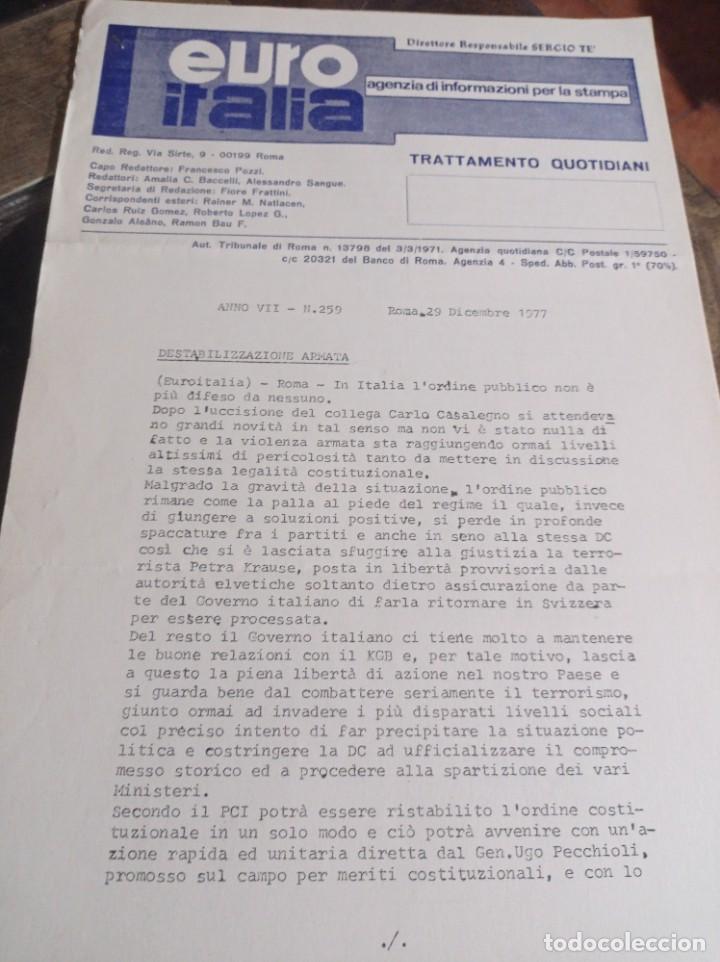 Direttore Responsabile SERGIO TE'
euro
italia
agenzia di informazioni per la stampa
Red. Reg. Via Sirte, 9 - 00199 Roma
Capo Redattore: Francesco Pozzi.
Redattori: Amalia C. Baccelli, Alessandro Sangue.
Segretaria di Redazione: Fiore Frattini.
Corrispondenti esteri: Rainer M. Natlacen,
Carlos Ruiz Gomez, Roberto Lopez G.,
Gonzalo Aleàno, Ramon Bau F.
TRATTAMENTO QUOTIDIANI
Aut. Tribunale di Roma n. 13798 del 3/3/1971. Agenzia quotidiana C/C Postale 1/59750 -
c/c 20321 del Banco di Roma. Agenzia 4 - Sped. Abb. Post. gr. 1° (70%).
ANNO VII - N.259 Roma,29 Dicembre 1977
DESTABILIZZAZIONE ARMATA
(Euroitalia) - Roma - In Italia l'ordine pubblico non è
più difeso da nessuno.
Dopo l'uccisione del collega Carlo Casalegno si attendeva
no grandi novità in tal senso ma non vi è stato nulla di
fatto e la violenza armata sta raggiungendo ormai livelli
altissimi di pericolosità tanto da mettere in discussione
la stessa legalità costituzionale.
Malgrado la gravità della situazione, l'ordine pubblico
rimane come la palla al piede del regime il quale, invece
di giungere a soluzioni positive, si perde in profonde
spaccature fra i partiti e anche in seno alla stessa DC
così che si è lasciata sfuggire alla giustizia la terro-
rista Petra Krause, posta in libertà provvisoria dalle
autorità elvetiche soltanto dietro assicurazione da par-
te del Governo italiano di farla ritornare in Svizzera
per essere processata.
Del resto il Governo italiano ci tiene molto a mantenere
le buone relazioni con il KGB e, per tale motivo, lascia
a questo la piena libertà di azione nel nostro Paese e
si guarda bene dal combattere seriamente il terrorismo,
giunto ormai ad invadere i più disparati livelli sociali
col preciso intento di far precipitare la situazione po-
litica e costringere la DC ad ufficializzare il compro-
messo storico ed a procedere alla spartizione dei vari
Ministeri.
Secondo il PCI potrà essere ristabilito l'ordine costi-
tuzionale in un solo modo e ciò potrà avvenire con un'a-
zione rapida ed unitaria diretta dal Gen.Ugo Pecchioli,
promosso sul campo per meriti costituzionali, e con lo
./.
todocoleccion